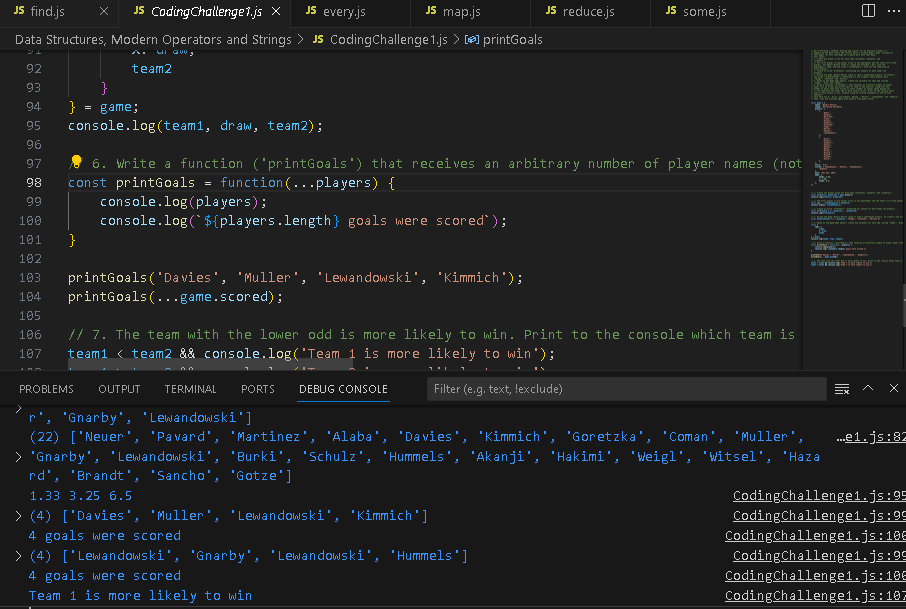 JS find.js
JS CodingChallenge1.js
JS every.js
JS map.js
JS reduce.js
JS some.js
Data Structures, Modern Operators and Strings > JS CodingChallenge1.js > printGoals
91 X: draw,
92 team2
93 }
94 } = game;
95 console.log(team1, draw, team2);
96
97 // 6. Write a function ('printGoals') that receives an arbitrary number of player names (not
98 const printGoals = function(...players) {
99 console.log(players);
100 console.log(`${players.length} goals were scored`);
101 }
102
103 printGoals('Davies', 'Muller', 'Lewandowski', 'Kimmich');
104 printGoals(...game.scored);
105
106 // 7. The team with the lower odd is more likely to win. Print to the console which team is
107 team1 < team2 && console.log('Team 1 is more likely to win');
PROBLEMS OUTPUT TERMINAL PORTS DEBUG CONSOLE
Filter (e.g. text, !exclude)
r', 'Gnarby', 'Lewandowski']
(22) ['Neuer', 'Pavard', 'Martinez', 'Alaba', 'Davies', 'Kimmich', 'Goretzka', 'Coman', 'Muller', …e1.js:82
'Gnarby', 'Lewandowski', 'Burki', 'Schulz', 'Hummels', 'Akanji', 'Hakimi', 'Weigl', 'Witsel', 'Haza
rd', 'Brandt', 'Sancho', 'Gotze']
1.33 3.25 6.5 CodingChallenge1.js:95
(4) ['Davies', 'Muller', 'Lewandowski', 'Kimmich'] CodingChallenge1.js:99
4 goals were scored CodingChallenge1.js:100
(4) ['Lewandowski', 'Gnarby', 'Lewandowski', 'Hummels'] CodingChallenge1.js:99
4 goals were scored CodingChallenge1.js:100
Team 1 is more likely to win CodingChallenge1.js:107